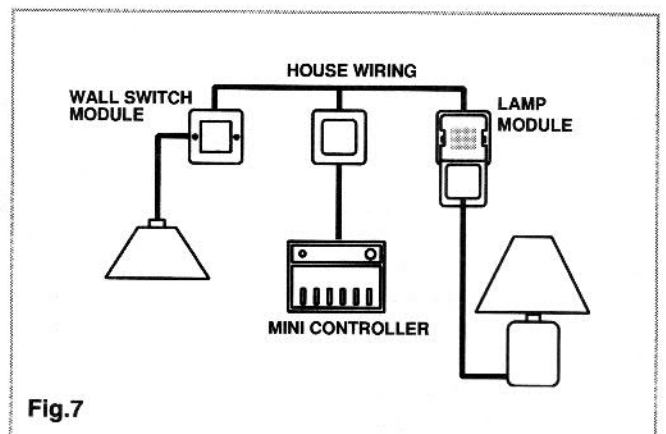 HOUSE WIRING
WALL SWITCH
MODULE
LAMP
MODULE
MINI CONTROLLER
Fig.7